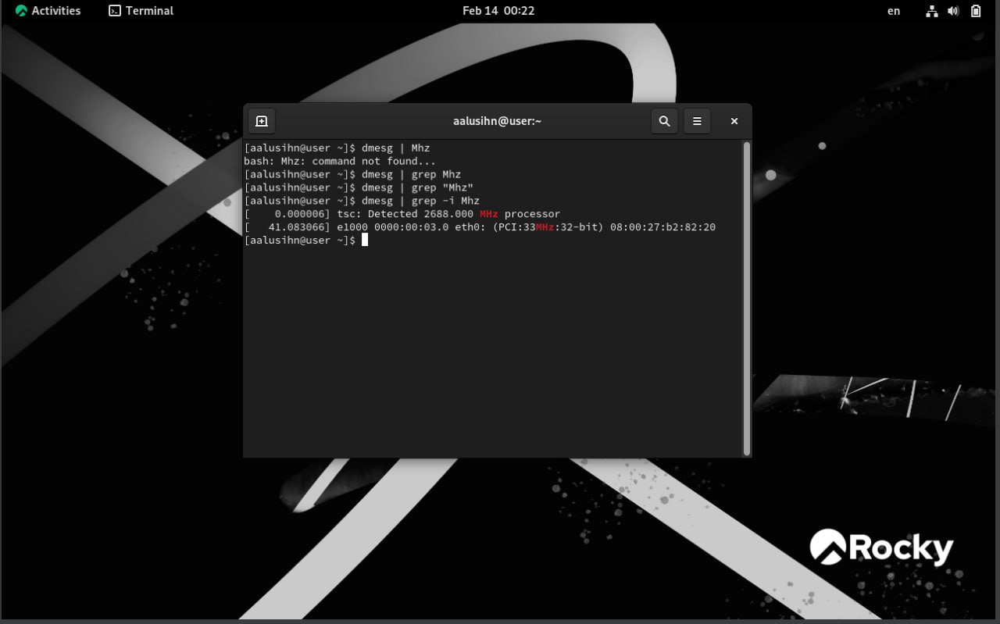 Activities Terminal Feb 14 00:22 en
aalusihn@user:~
[aalusihn@user ~]$ dmesg | Mhz
bash: Mhz: command not found...
[aalusihn@user ~]$ dmesg | grep Mhz
[aalusihn@user ~]$ dmesg | grep "Mhz"
[aalusihn@user ~]$ dmesg | grep -i Mhz
[    0.000006] tsc: Detected 2688.000 MHz processor
[   41.083066] e1000 0000:00:03.0 eth0: (PCI:33MHz:32-bit) 08:00:27:b2:82:20
[aalusihn@user ~]$
Rocky